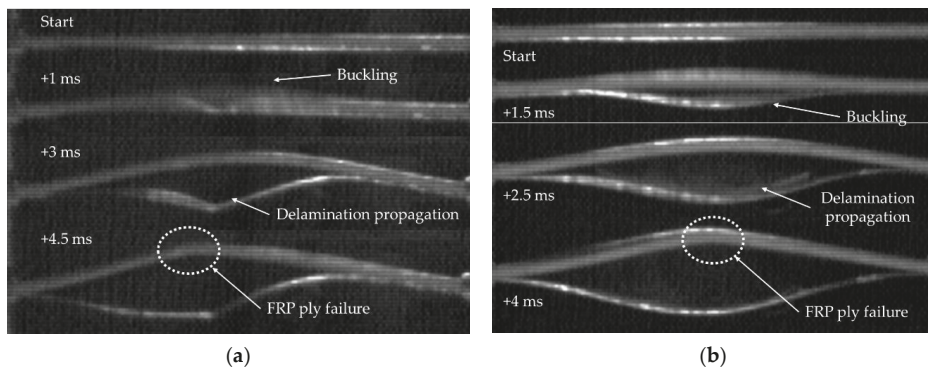 Start
+1 ms
Buckling
+3 ms
Delamination propagation
+4.5 ms
FRP ply failure
(a)
Start
Buckling
+1.5 ms
+2.5 ms
Delamination
propagation
+4 ms
FRP ply failure
(b)